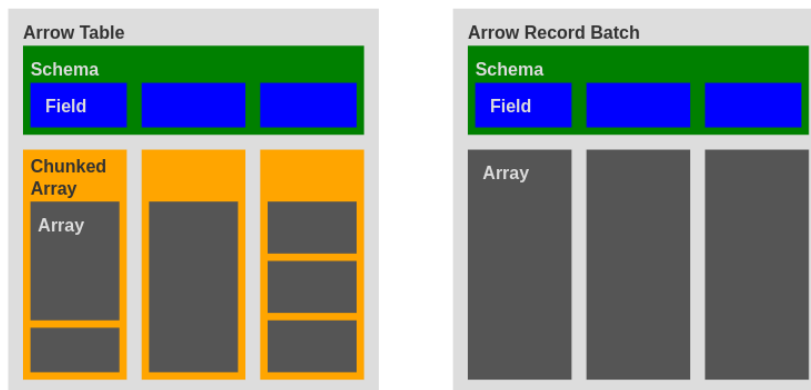 Arrow Table
Schema
Field
Chunked
Array
Array
Arrow Record Batch
Schema
Field
Array